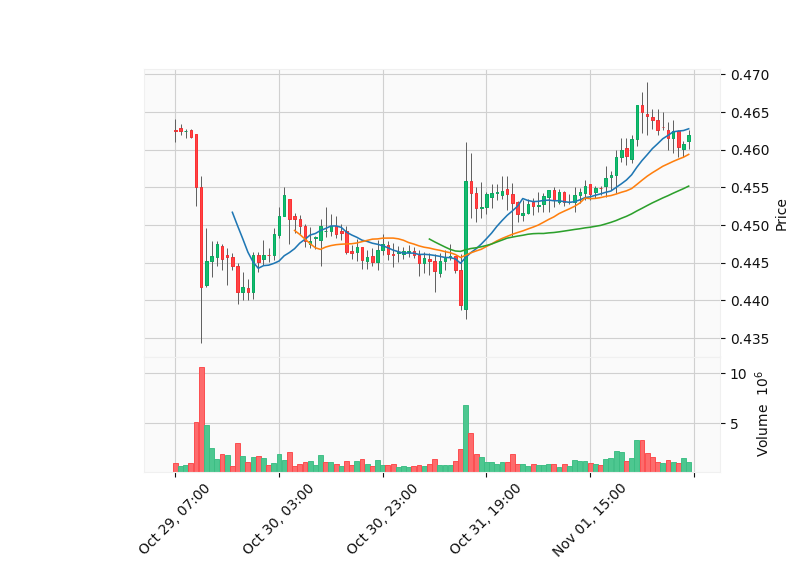 0.470
0.465
0.460
0.455
0.450
0.445
0.440
0.435
Price
10
5
Volume 10^6
Oct 29, 07:00
Oct 30, 03:00
Oct 30, 23:00
Oct 31, 19:00
Nov 01, 15:00